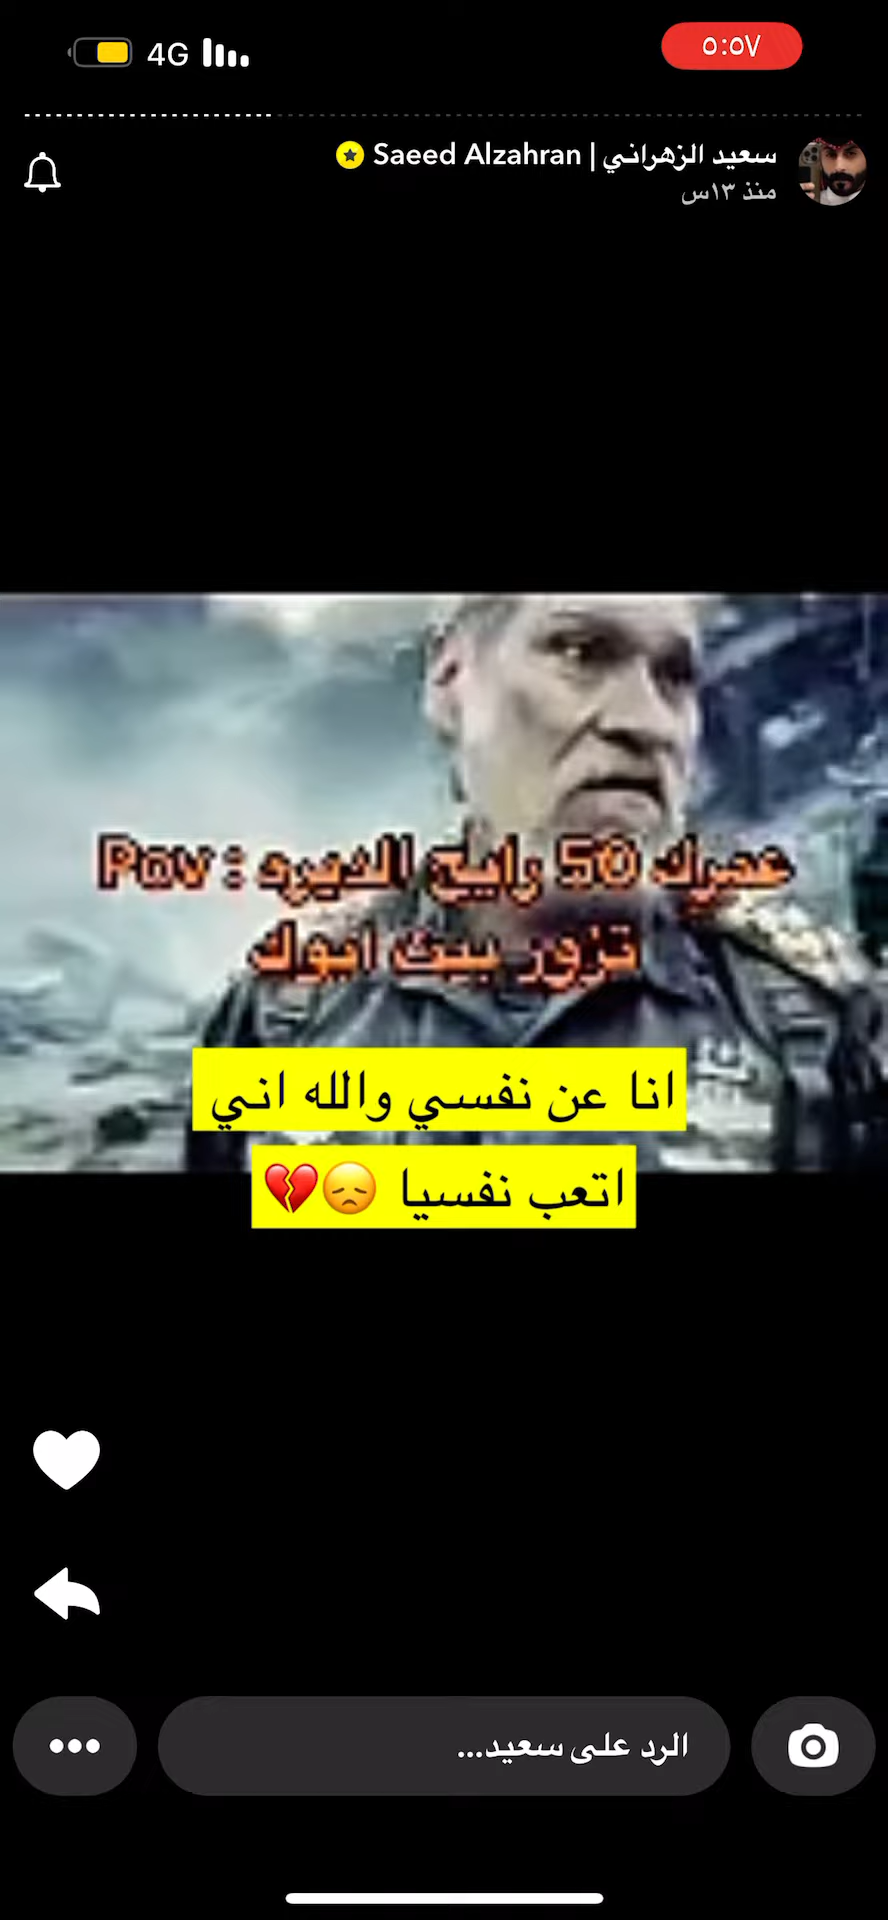 4G
٥:٥٧
سعيد الزهراني | Saeed Alzahran
منذ ١٣س
Pov : عمرك 50 رايح الديره
تزور بيت ابوك
انا عن نفسي والله اني
اتعب نفسيا 😞💔
الرد على سعيد...